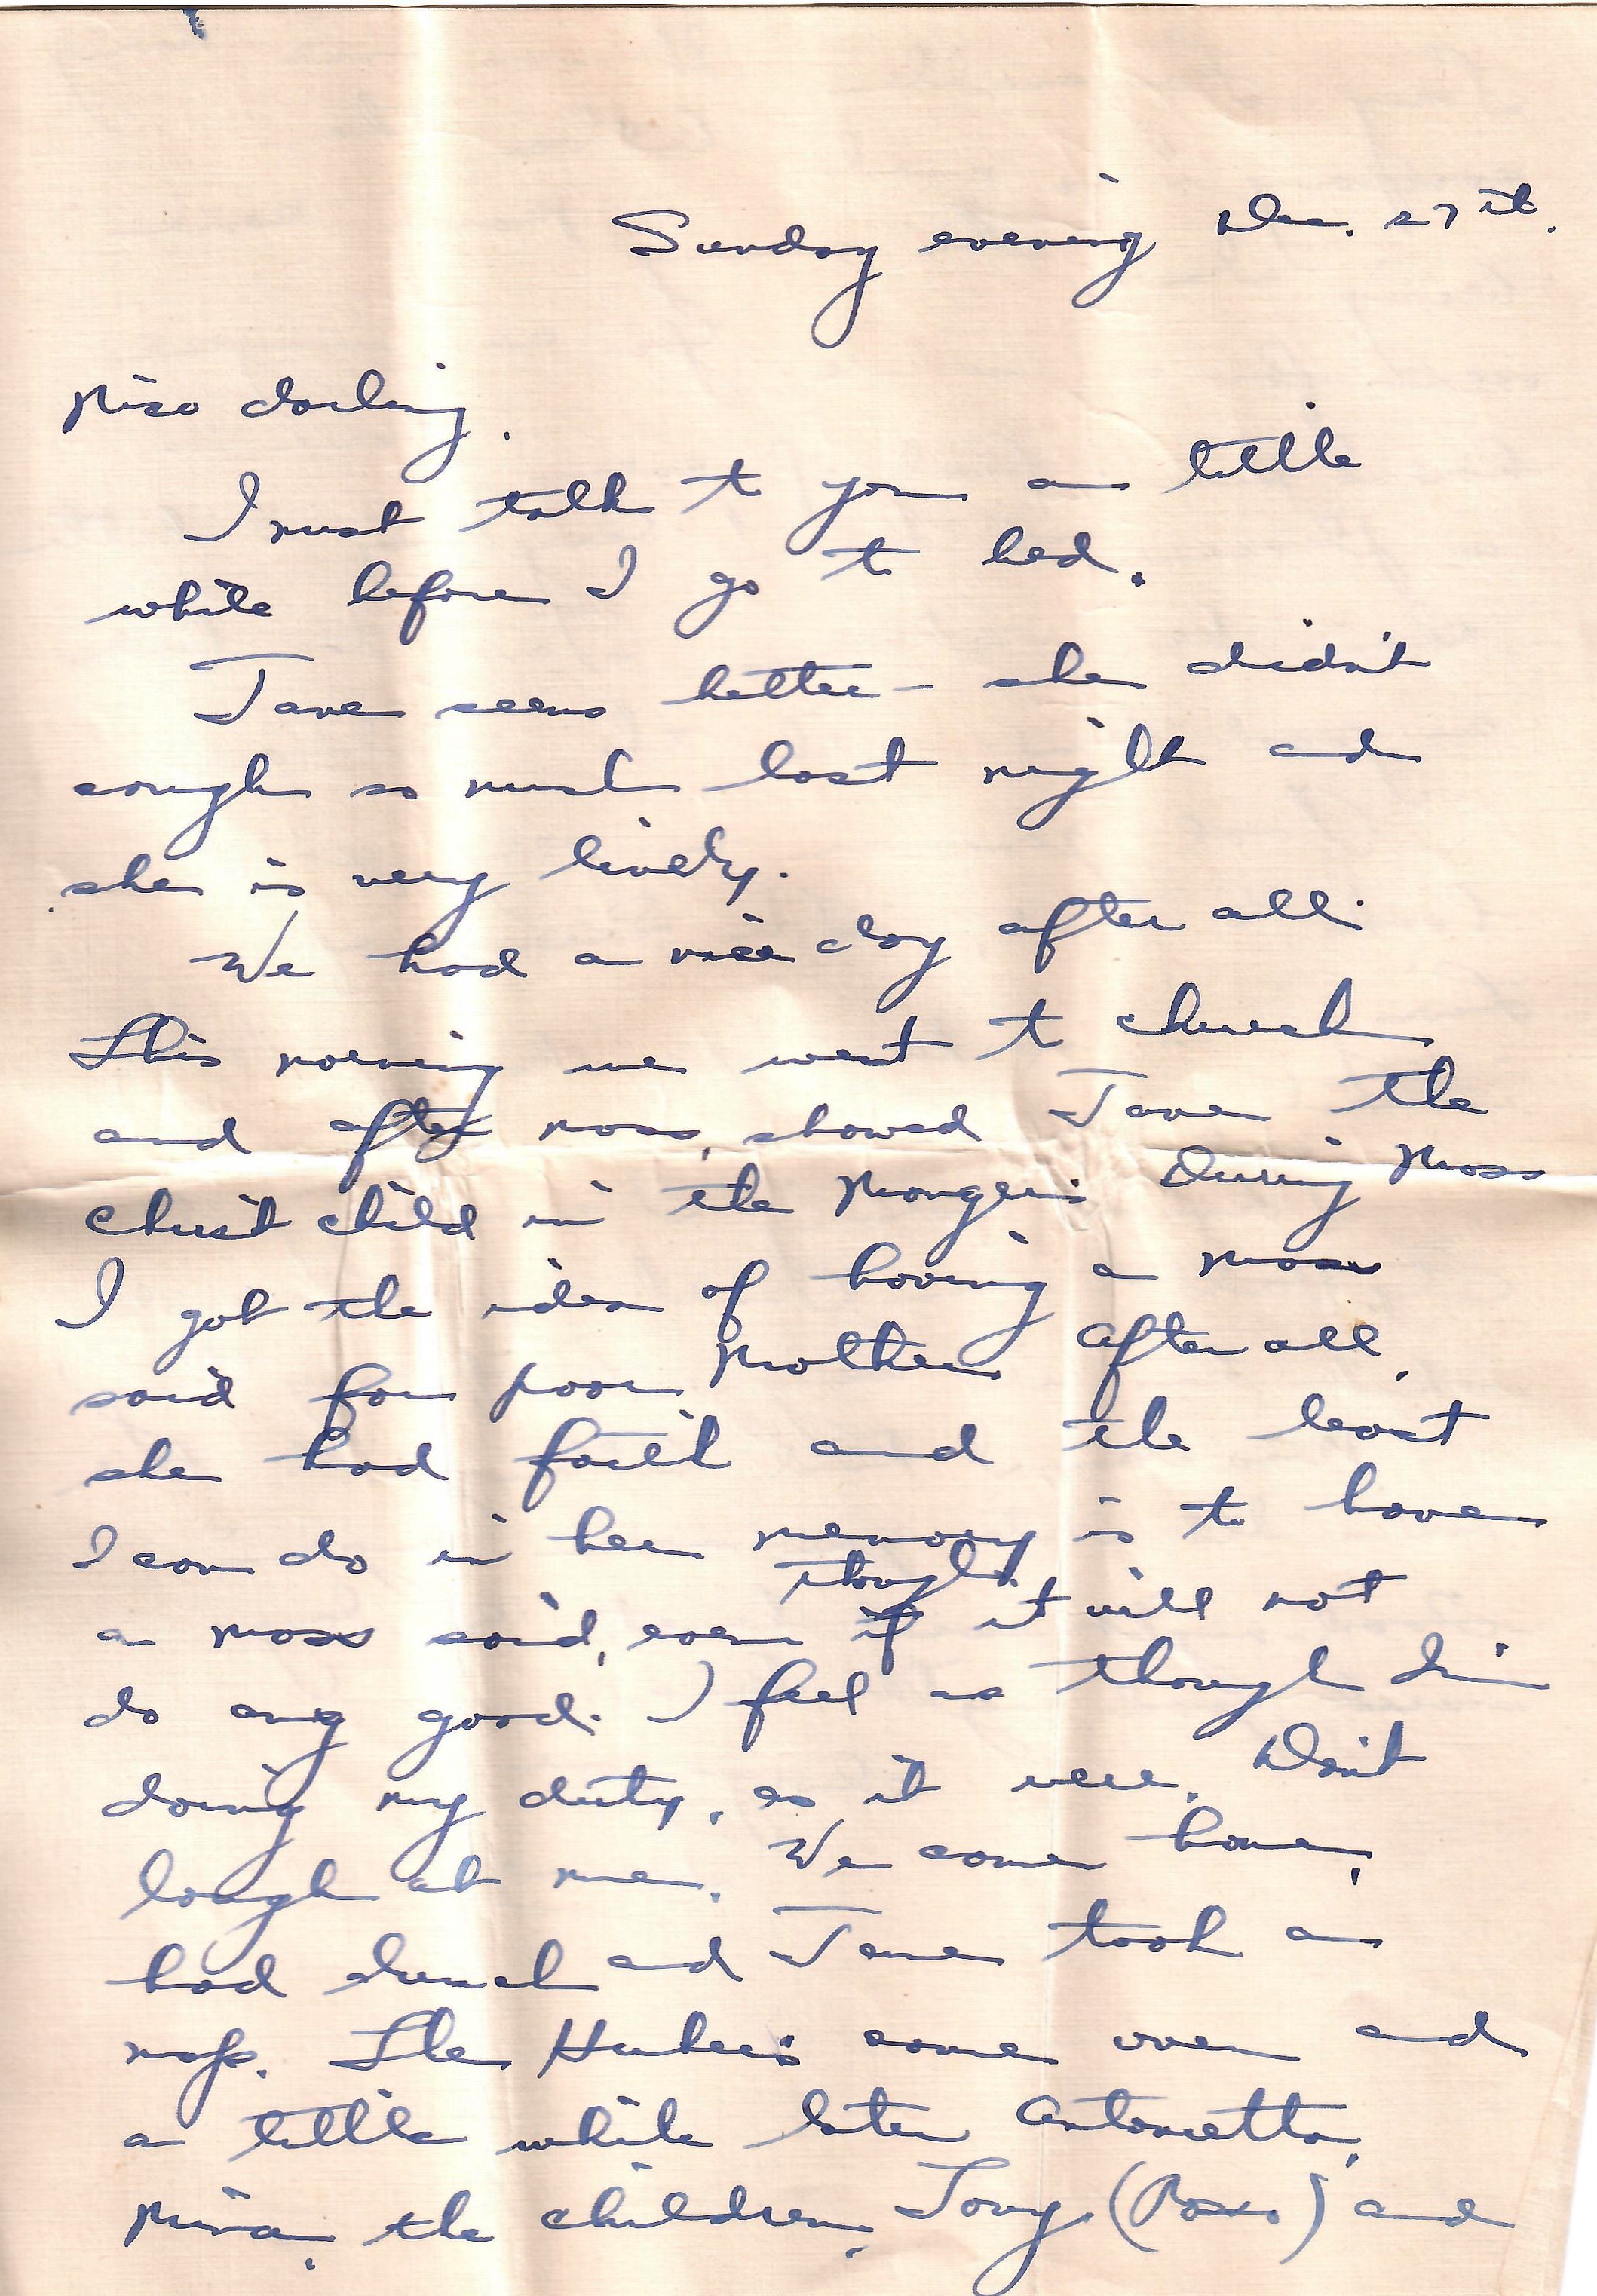 Sunday evening Dec. 27th.
darling,
I must talk to you a little
while before I go to bed.
Jane seems better – she didn't
cough so much last night and
she is very lively.
We had a nice day after all.
This morning we went to church
and after mass, showed Jane the
Christ child in the Manger. During Mass
I got the idea of having a mass
said for poor Mother. After all,
she had faith and the least
I can do in her memory is to have
a mass said, even though it will not
do any good. I feel as though I'm
doing my duty, as it were. Don't
laugh at me. We came home,
had lunch and Jane took a
nap. The came over and
a little while later Antonetta,
the children, Tony, and